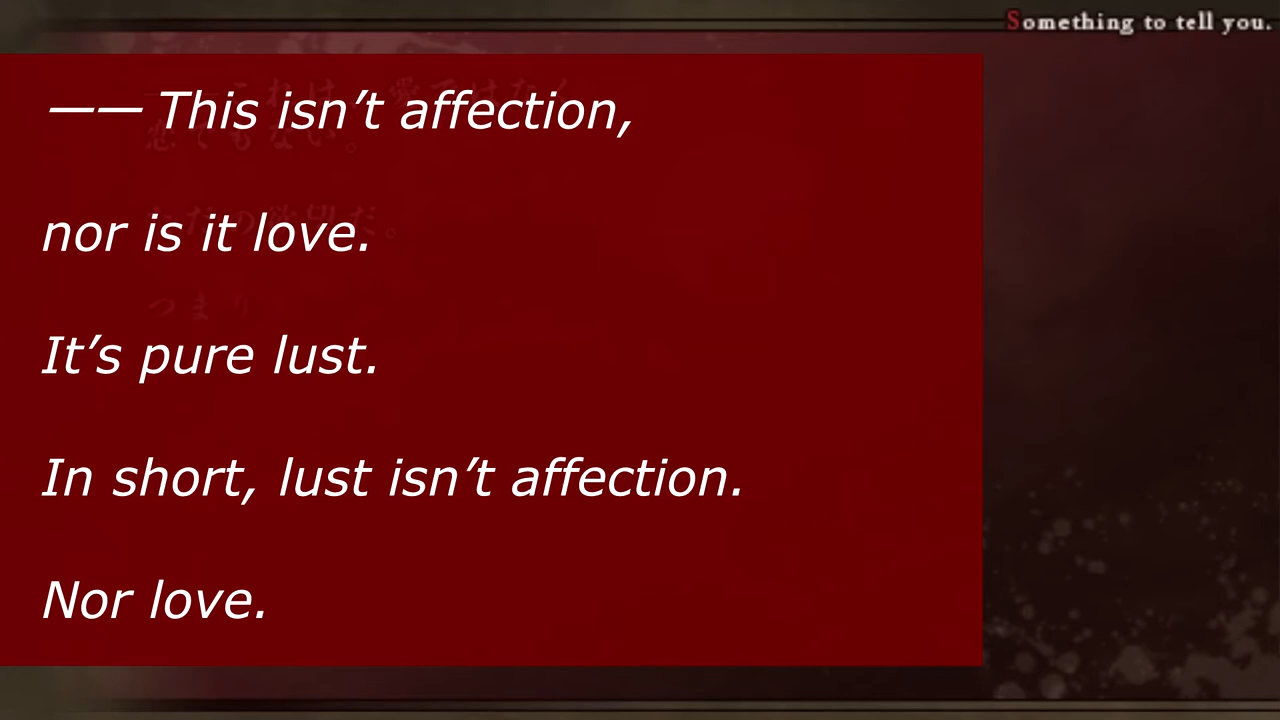 Something to tell you.
—— This isn’t affection,
nor is it love.
It’s pure lust.
In short, lust isn’t affection.
Nor love.